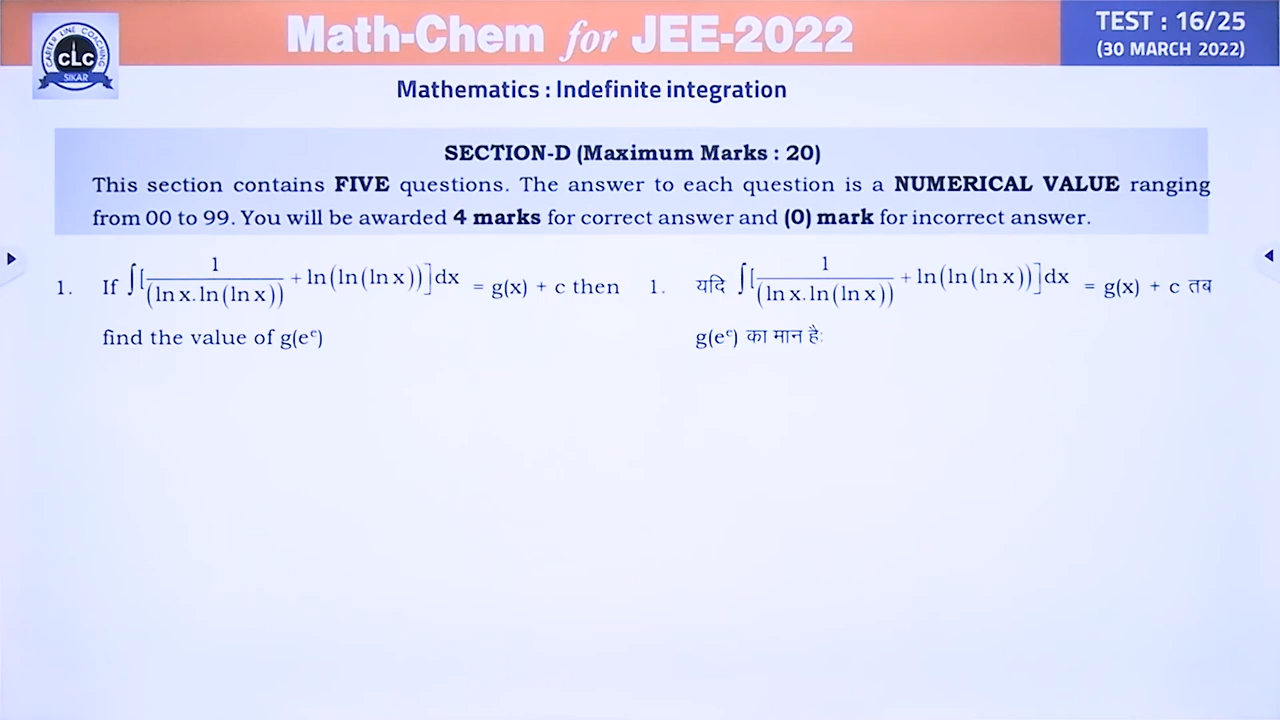 CAREER LINE COACHING
CLC
SIKAR
Math-Chem for JEE-2022
TEST : 16/25
(30 MARCH 2022)
Mathematics : Indefinite integration
SECTION-D (Maximum Marks : 20)
This section contains FIVE questions. The answer to each question is a NUMERICAL VALUE ranging
from 00 to 99. You will be awarded 4 marks for correct answer and (0) mark for incorrect answer.
1. If ∫[1/(ln x. ln(ln x)) + ln(ln(ln x))]dx = g(x) + c then
find the value of g(eᵉ)
1. यदि ∫[1/(ln x. ln(ln x)) + ln(ln(ln x))]dx = g(x) + c तब
g(eᵉ) का मान है: